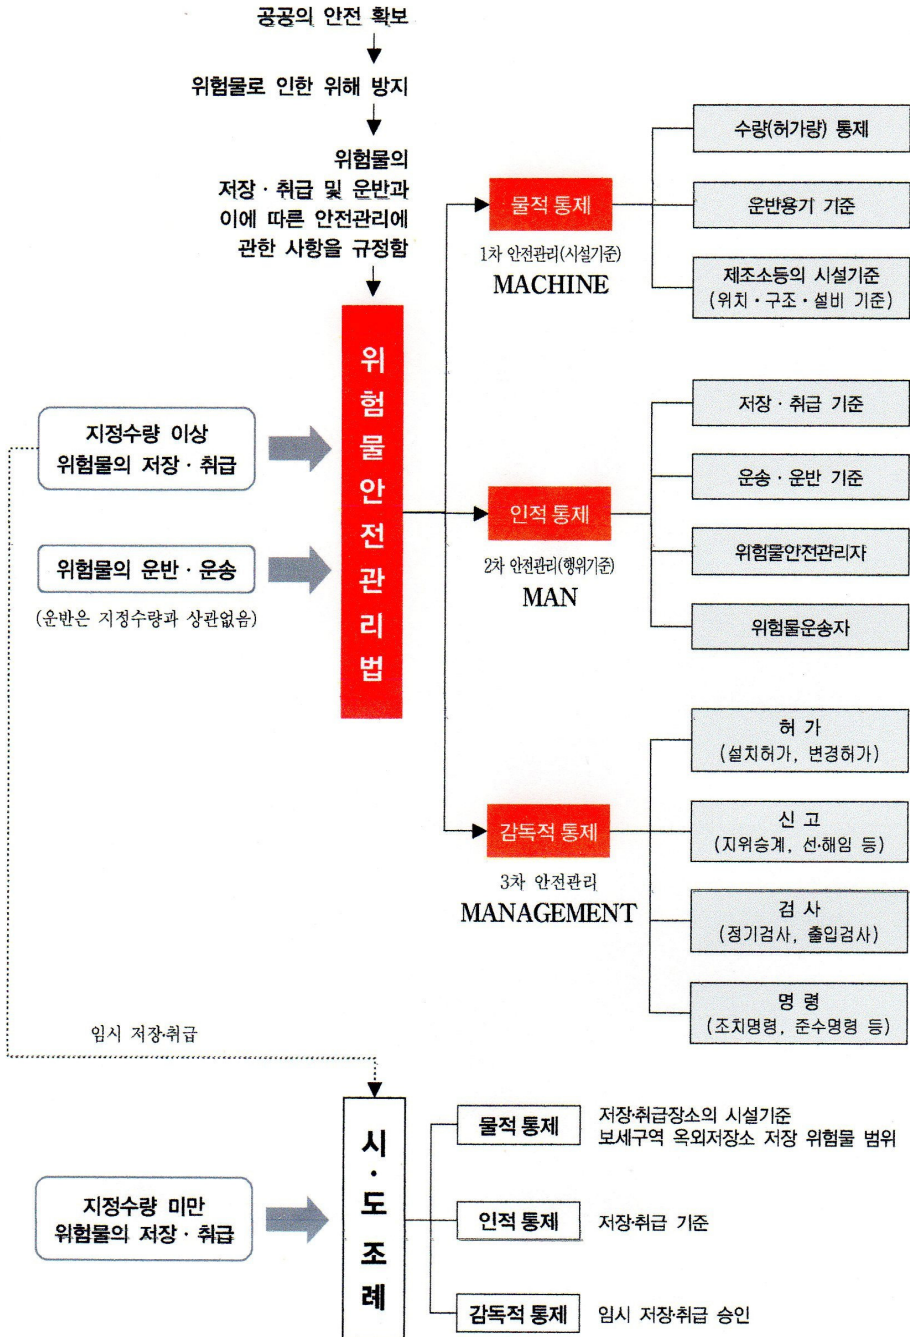 공공의 안전 확보
위험물로 인한 위해 방지
위험물의
저장 · 취급 및 운반과
이에 따른 안전관리에
관한 사항을 규정함
위험물안전관리법
지정수량 이상
위험물의 저장 · 취급
위험물의 운반 · 운송
(운반은 지정수량과 상관없음)
물적 통제
1차 안전관리(시설기준)
MACHINE
수량(허가량) 통제
운반용기 기준
제조소등의 시설기준
(위치 · 구조 · 설비 기준)
인적 통제
2차 안전관리(행위기준)
MAN
저장 · 취급 기준
운송 · 운반 기준
위험물안전관리자
위험물운송자
감독적 통제
3차 안전관리
MANAGEMENT
허 가
(설치허가, 변경허가)
신 고
(지위승계, 선·해임 등)
검 사
(정기검사, 출입검사)
명 령
(조치명령, 준수명령 등)
임시 저장·취급
지정수량 미만
위험물의 저장 · 취급
시 · 도 조례
물적 통제
저장·취급장소의 시설기준
보세구역 옥외저장소 저장 위험물 범위
인적 통제
저장·취급 기준
감독적 통제
임시 저장·취급 승인